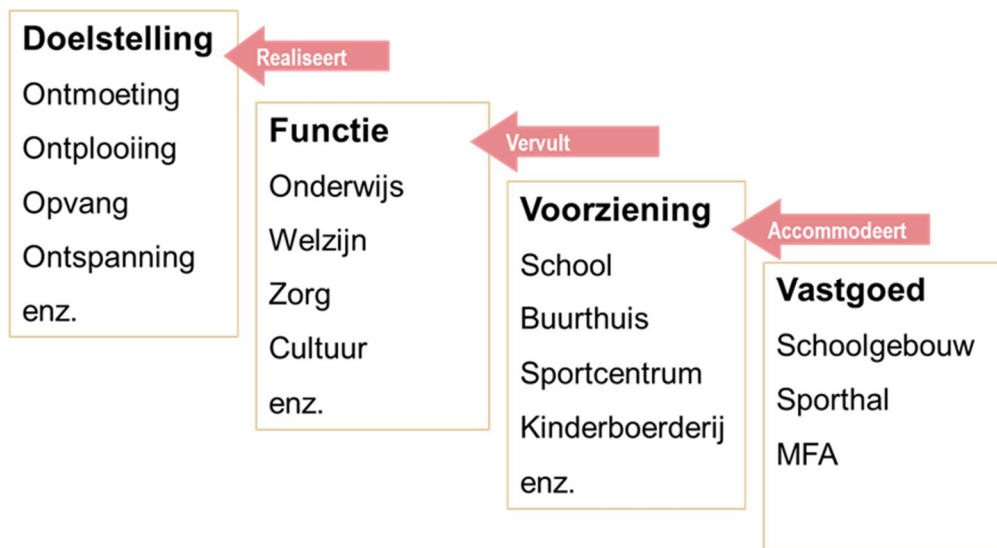 Doelstelling
Ontmoeting
Ontplooiing
Opvang
Ontspanning
enz.
Realiseert
Functie
Onderwijs
Welzijn
Zorg
Cultuur
enz.
Vervult
Voorziening
School
Buurthuis
Sportcentrum
Kinderboerderij
enz.
Accommodeert
Vastgoed
Schoolgebouw
Sporthal
MFA